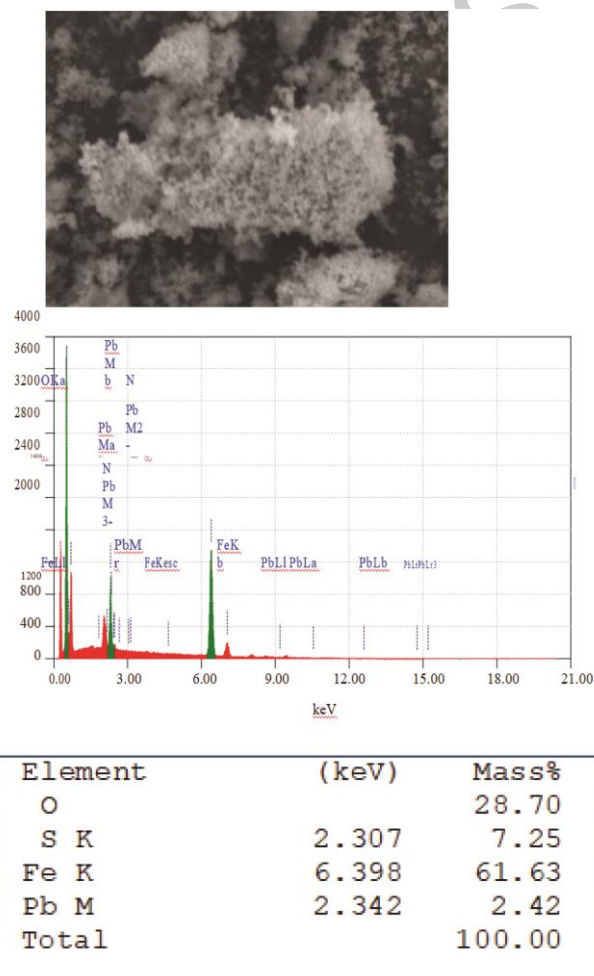 4000
3600
3200
2800
2400
2000
1200
800
400
0
OKa
Pb
M
b
N
Pb
M2
-
Pb
Ma
N
Pb
M
3-
FeLl
PbM
r
FeKesc
FeK
b
PbLl PbLa
PbLb
0.00 3.00 6.00 9.00 12.00 15.00 18.00 21.00
keV
Element (keV) Mass%
O 28.70
S K 2.307 7.25
Fe K 6.398 61.63
Pb M 2.342 2.42
Total 100.00